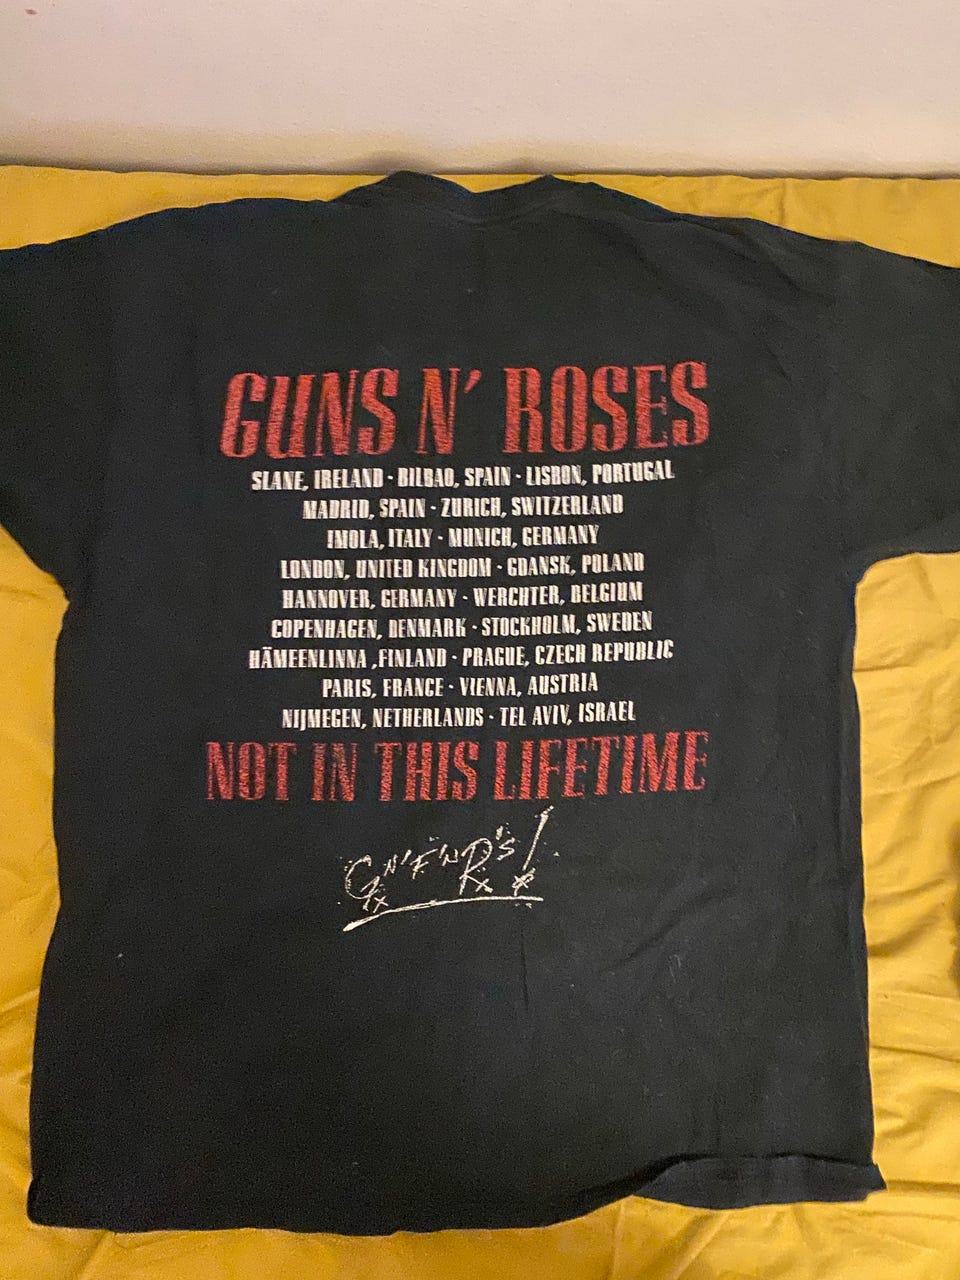 GUNS N' ROSES
SLANE, IRELAND · BILBAO, SPAIN · LISBON, PORTUGAL
MADRID, SPAIN · ZURICH, SWITZERLAND
IMOLA, ITALY · MUNICH, GERMANY
LONDON, UNITED KINGDOM · GDANSK, POLAND
HANNOVER, GERMANY · WERCHTER, BELGIUM
COPENHAGEN, DENMARK · STOCKHOLM, SWEDEN
HÄMEENLINNA ,FINLAND · PRAGUE, CZECH REPUBLIC
PARIS, FRANCE · VIENNA, AUSTRIA
NIJMEGEN, NETHERLANDS · TEL AVIV, ISRAEL
NOT IN THIS LIFETIME
G N' F' N R's!